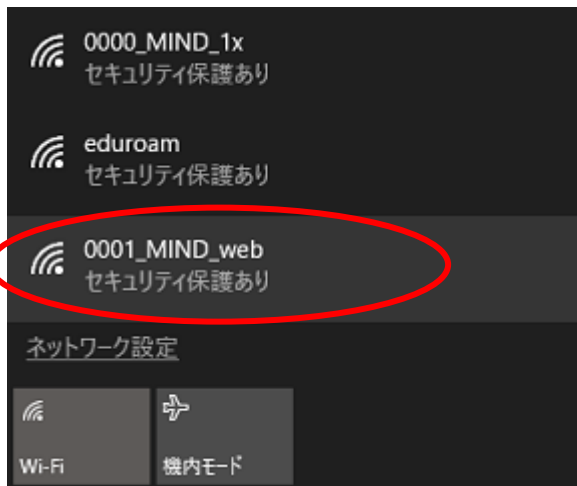 0000_MIND_1x
セキュリティ保護あり
eduroam
セキュリティ保護あり
0001_MIND_web
セキュリティ保護あり
ネットワーク設定
Wi-Fi
機内モード